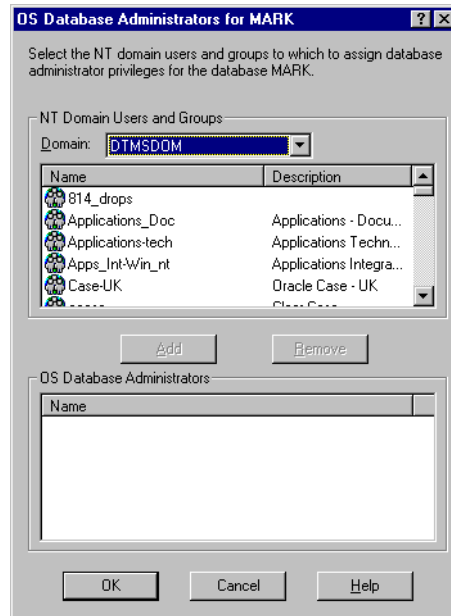 OS Database Administrators for MARK
Select the NT domain users and groups to which to assign database
administrator privileges for the database MARK.
NT Domain Users and Groups
Domain: DTMSDOM
Name Description
814_drops
Applications_Doc Applications - Docu...
Applications-tech Applications Techn...
Apps_Int-Win_nt Applications Integra...
Case-UK Oracle Case - UK
Add Remove
OS Database Administrators
Name
OK Cancel Help